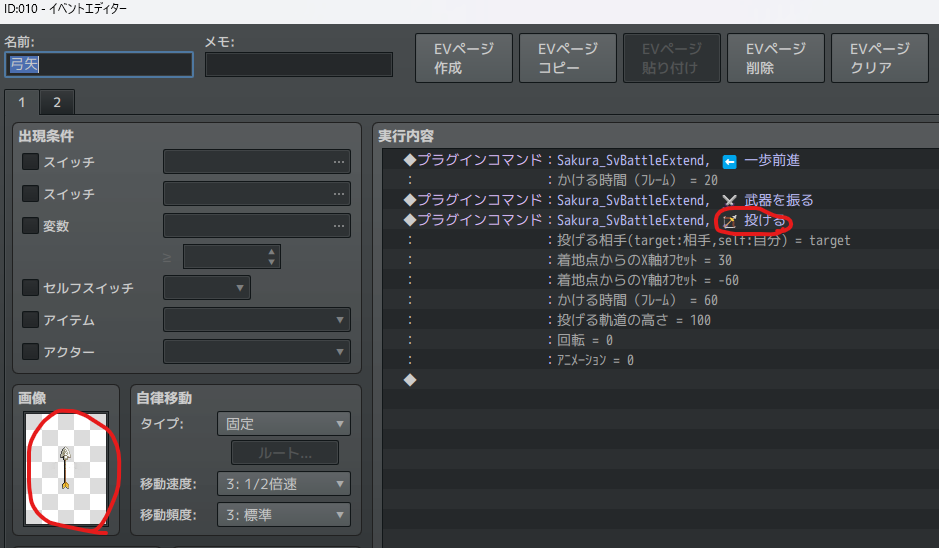 ID:010 - イベントエディター
名前:
メモ:
弓矢
EVページ
作成
EVページ
コピー
EVページ
貼り付け
EVページ
削除
EVページ
クリア
1
2
出現条件
スイッチ
...
スイッチ
...
変数
...
≥
セルフスイッチ
アイテム
アクター
画像
自律移動
タイプ:
固定
ルート...
移動速度:
3: 1/2倍速
移動頻度:
3: 標準
実行内容
◆プラグインコマンド：Sakura_SvBattleExtend, ⬅ 一歩前進
：　　　　　　　　　：かける時間（ﾌﾚｰﾑ） = 20
◆プラグインコマンド：Sakura_SvBattleExtend, ⚔ 武器を振る
◆プラグインコマンド：Sakura_SvBattleExtend, 🏹 投げる
：　　　　　　　　　：投げる相手(target:相手,self:自分) = target
：　　　　　　　　　：着地点からのX軸ｵﾌｾｯﾄ = 30
：　　　　　　　　　：着地点からのY軸ｵﾌｾｯﾄ = -60
：　　　　　　　　　：かける時間（ﾌﾚｰﾑ） = 60
：　　　　　　　　　：投げる軌道の高さ = 100
：　　　　　　　　　：回転 = 0
：　　　　　　　　　：ｱﾆﾒｰｼｮﾝ = 0
◆